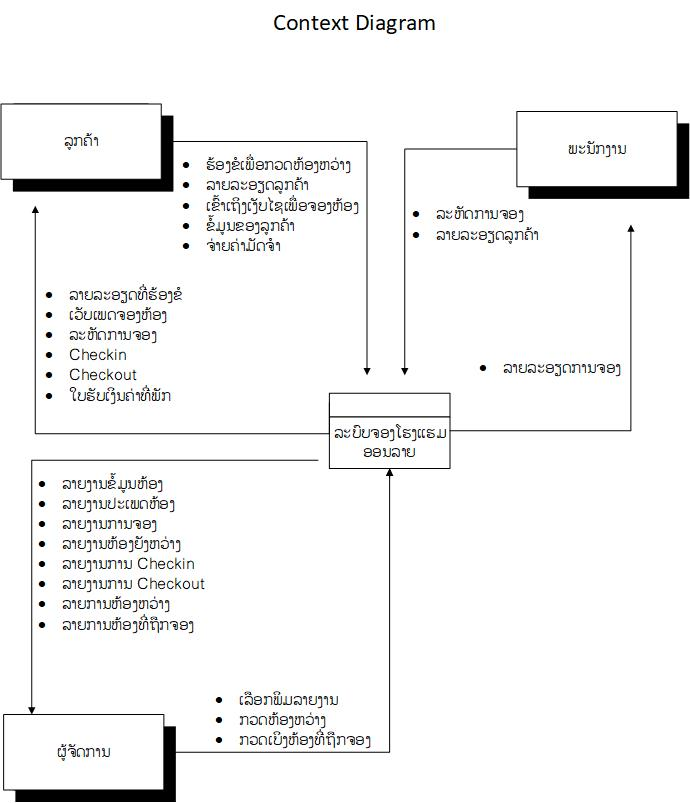 Context Diagram
ລູກຄ້າ
ພະນັກງານ
ຮ້ອງຂໍເພື່ອກວດຫ້ອງຫວ່າງ
ລາຍລະອຽດລູກຄ້າ
ເຂົ້າເຖິງເງັບໄຊເພື່ອຈອງຫ້ອງ
ຂໍ້ມູນຂອງລູກຄ້າ
ຈ່າຍຄ່າມັດຈຳ
ລະຫັດການຈອງ
ລາຍລະອຽດລູກຄ້າ
ລາຍລະອຽດທີ່ຮ້ອງຂໍ
ເວັບເພດຈອງຫ້ອງ
ລະຫັດການຈອງ
Checkin
Checkout
ໃບຮັບເງິນຄ່າທີ່ພັກ
ລາຍລະອຽດການຈອງ
ລະບົບຈອງໂຮງແຮມ
ອອນລາຍ
ລາຍງານຂໍ້ມູນຫ້ອງ
ລາຍງານປະເພດຫ້ອງ
ລາຍງານການຈອງ
ລາຍງານຫ້ອງຍັງຫວ່າງ
ລາຍງານການ Checkin
ລາຍງານການ Checkout
ລາຍການຫ້ອງຫວ່າງ
ລາຍການຫ້ອງທີ່ຖືກຈອງ
ເລືອກພິມລາຍງານ
ກວດຫ້ອງຫວ່າງ
ກວດເບິງຫ້ອງທີ່ຖືກຈອງ
ຜູ້ຈັດການ